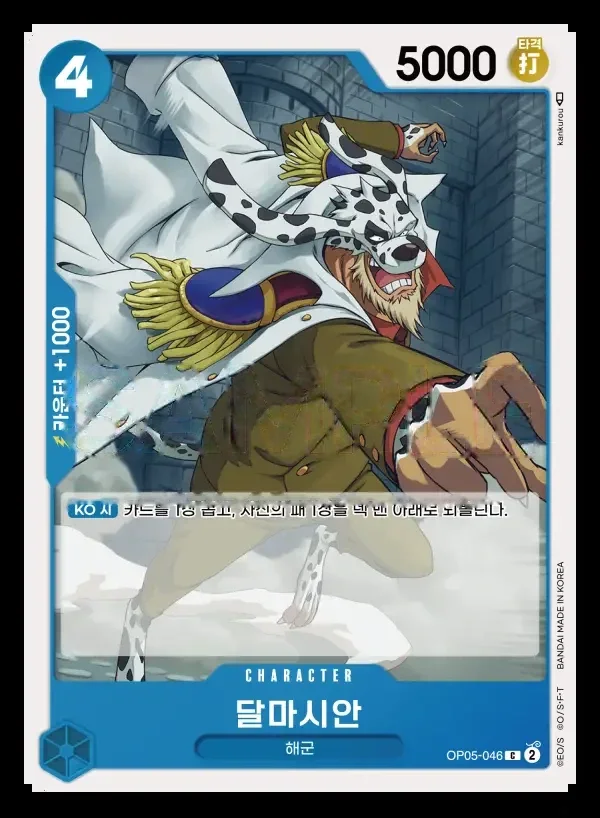 4
5000
타격
打
kankurou
카운터 +1000
KO 시 카드를 1장 뽑고, 자신의 패 1장을 덱 맨 아래로 되돌린다.
CHARACTER
달마시안
해군
OP05-046 C 2
©EO/S ©O/S・F・T BANDAI MADE IN KOREA